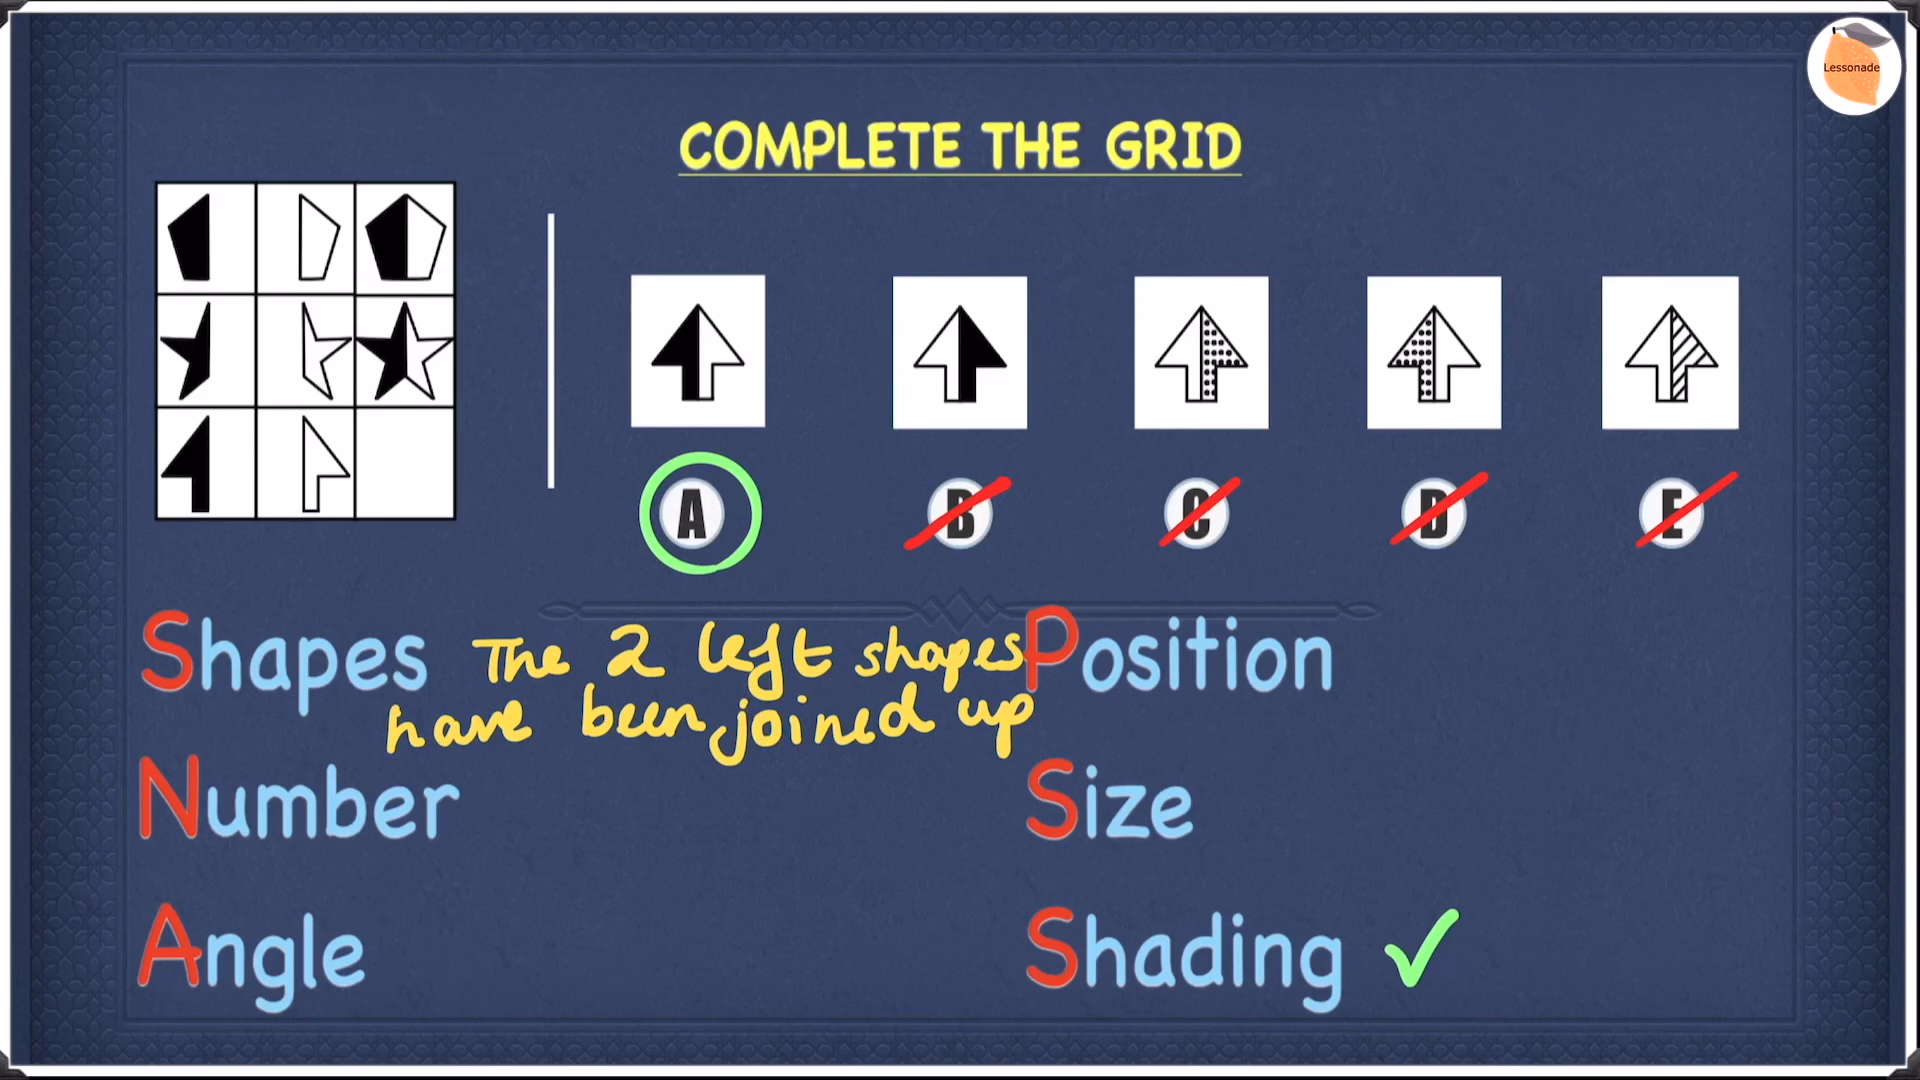 Lessonade
COMPLETE THE GRID
A B C D E
Shapes The 2 left shapes
have been joined up
Position
Number
Size
Angle
Shading ✓